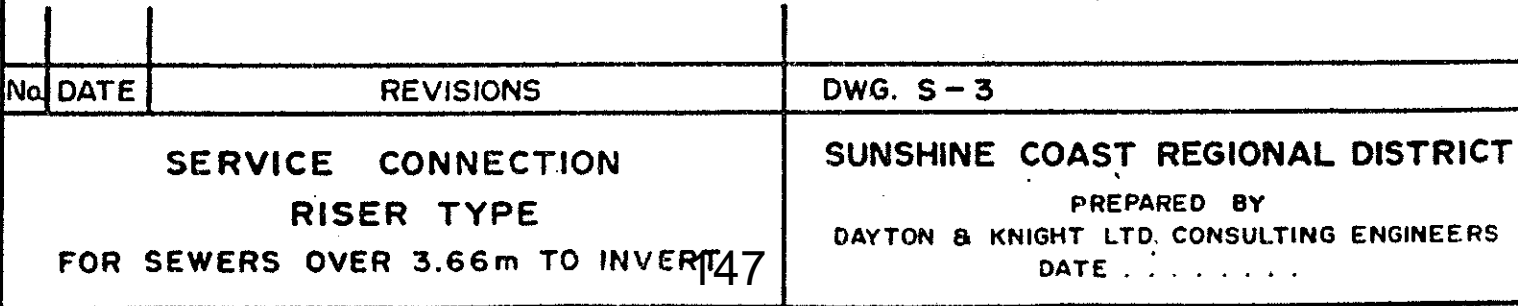 No. DATE REVISIONS DWG. S-3
SERVICE CONNECTION
RISER TYPE
FOR SEWERS OVER 3.66m TO INVERT
147
SUNSHINE COAST REGIONAL DISTRICT
PREPARED BY
DAYTON & KNIGHT LTD. CONSULTING ENGINEERS
DATE . . . . . . . .